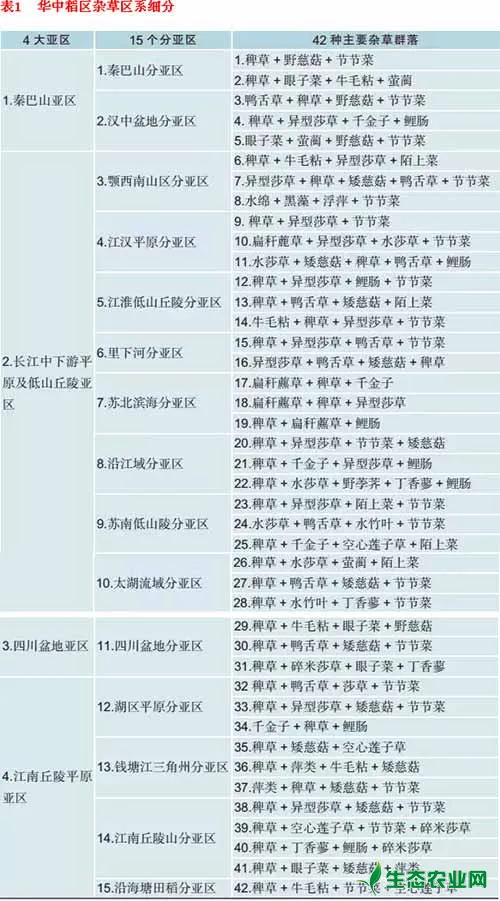 表1 华中稻区杂草区系细分
4 大亚区 15 个分亚区 42 种主要杂草群落
1.秦巴山亚区
1.秦巴山分亚区
1.稗草 + 野慈菇 + 节节菜
2.稗草 + 眼子菜 + 牛毛粘 + 萤蔺
2.汉中盆地分亚区
3.鸭舌草 + 稗草 + 野慈菇 + 节节菜
4. 稗草 + 异型莎草 + 千金子 + 鲤肠
5.眼子菜 + 萤蔺 + 野慈菇 + 节节菜
2.长江中下游平
原及低山丘陵亚
区
3.颚西南山区分亚区
6.稗草 + 牛毛粘 + 异型莎草 + 陌上菜
7.异型莎草 + 稗草 + 矮慈菇 + 鸭舌草 + 节节菜
8.水绵 + 黑藻 + 浮萍 + 节节菜
4.江汉平原分亚区
9. 稗草 + 异型莎草 + 节节菜
10.扁秆蔍草 + 异型莎草 + 水莎草 + 节节菜
11.水莎草 + 矮慈菇 + 稗草 + 鸭舌草 + 鲤肠
5.江淮低山丘陵分亚区
12.稗草 + 异型莎草 + 鲤肠 + 节节菜
13.稗草 + 鸭舌草 + 矮慈菇 + 陌上菜
14.牛毛粘 + 稗草 + 异型莎草 + 节节菜
6.里下河分亚区
15.稗草 + 异型莎草 + 鸭舌草 + 节节菜
16.异型莎草 + 鸭舌草 + 矮慈菇 + 稗草
7.苏北滨海分亚区
17.扁秆藨草 + 稗草 + 千金子
18.扁秆藨草 + 稗草 + 异型莎草
19.稗草 + 扁秆藨草 + 鲤肠
8.沿江域分亚区
20.稗草 + 异型莎草 + 节节菜 + 矮慈菇
21.稗草 + 千金子 + 异型莎草 + 鲤肠
22.稗草 + 水莎草 + 野荸荠 + 丁香蓼 + 鲤肠
9.苏南低山陵分亚区
23.稗草 + 异型莎草 + 陌上菜 + 节节菜
24.水莎草 + 鸭舌草 + 水竹叶 + 节节菜
25.稗草 + 千金子 + 空心莲子草 + 陌上菜
10.太湖流域分亚区
26.稗草 + 水莎草 + 萤蔺 + 陌上菜
27.稗草 + 鸭舌草 + 矮慈菇 + 节节菜
28.稗草 + 水竹叶 + 丁香蓼 + 节节菜
3.四川盆地亚区
11.四川盆地分亚区
29.稗草 + 牛毛粘 + 眼子菜 + 野慈菇
30.稗草 + 鸭舌草 + 矮慈菇 + 节节菜
31.稗草 + 碎米莎草 + 眼子菜 + 丁香蓼
4.江南丘陵平原
亚区
12.湖区平原分亚区
32 稗草 + 鸭舌草 + 莎草 + 节节菜
33.稗草 + 异型莎草 + 矮慈菇 + 节节菜
34.千金子 + 稗草 + 鲤肠
13.钱塘江三角州分亚区
35.稗草 + 矮慈菇 + 空心莲子草
36.稗草 + 萍类 + 牛毛粘 + 矮慈菇
37.萍类 + 稗草 + 矮慈菇 + 节节菜
14.江南丘陵山分亚区
38.稗草 + 异型莎草 + 矮慈菇 + 节节菜
39.稗草 + 空心莲子草 + 节节菜 + 碎米莎草
40.稗草 + 丁香蓼 + 鲤肠 + 碎米莎草
41.稗草 + 眼子菜 + 矮慈菇 + 萍类
15.沿海塘田稻分亚区
42.稗草 + 牛毛粘 + 节节菜 + 空心莲子草
生态农业网